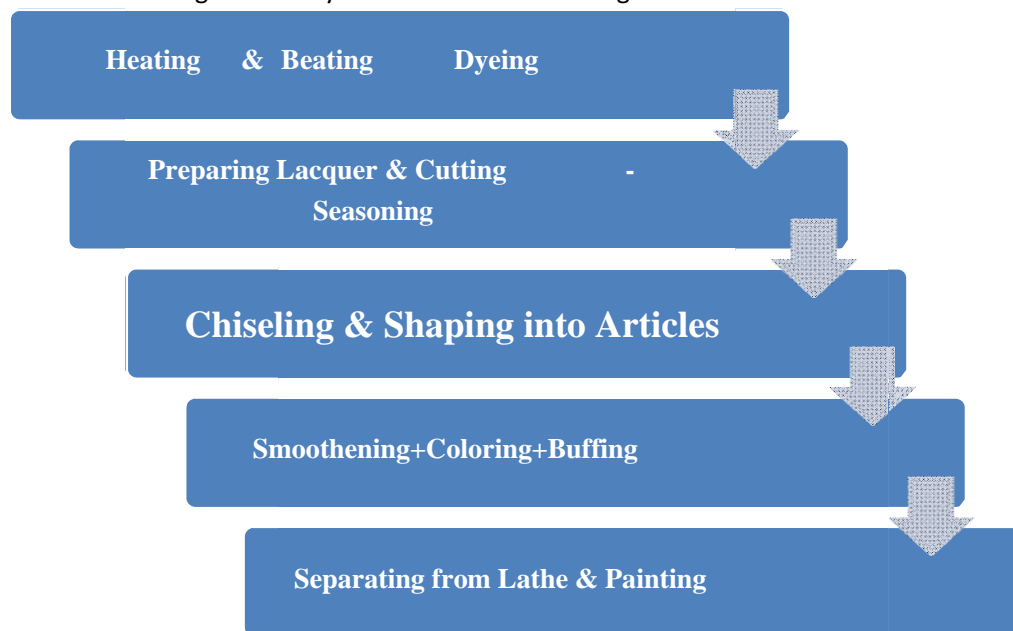 Heating & Beating Dyeing
Preparing Lacquer & Cutting -
Seasoning
Chiseling & Shaping into Articles
Smoothening+Coloring+Buffing
Separating from Lathe & Painting